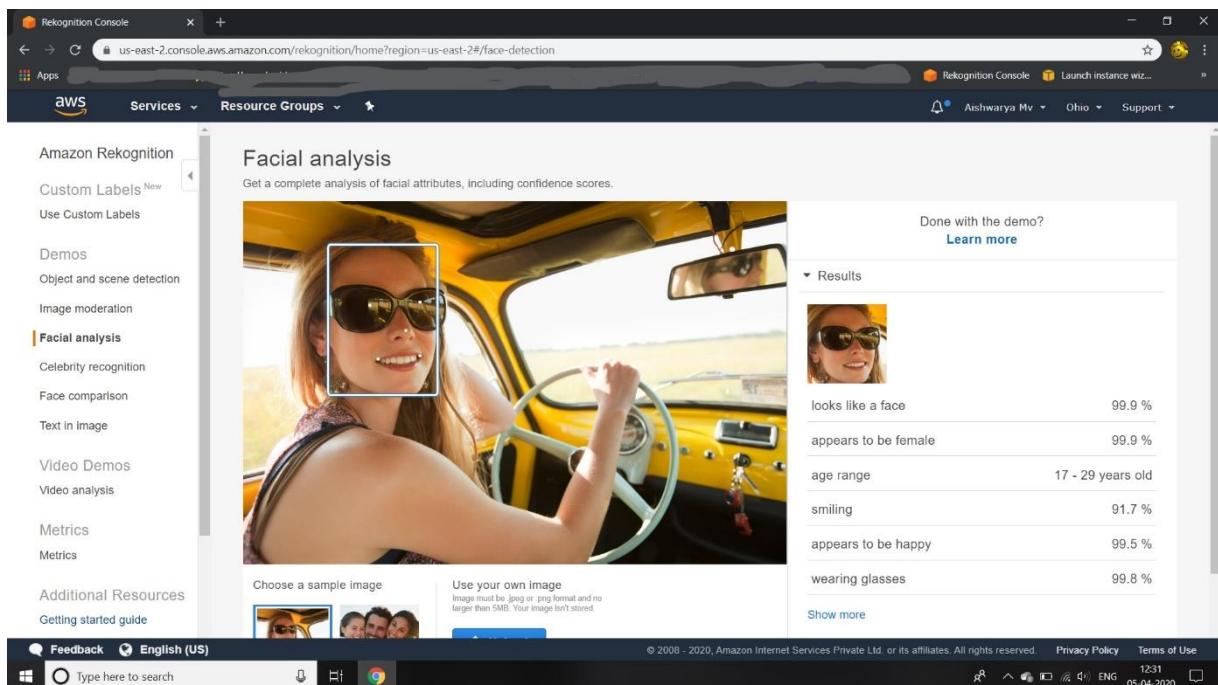 Rekognition Console
us-east-2.console.aws.amazon.com/rekognition/home?region=us-east-2#/face-detection
Apps
Rekognition Console
Launch instance wiz...
aws
Services
Resource Groups
Aishwarya Mv
Ohio
Support
Amazon Rekognition
Custom Labels New
Use Custom Labels
Demos
Object and scene detection
Image moderation
Facial analysis
Celebrity recognition
Face comparison
Text in image
Video Demos
Video analysis
Metrics
Metrics
Additional Resources
Getting started guide
Facial analysis
Get a complete analysis of facial attributes, including confidence scores.
Choose a sample image
Use your own image
Image must be .jpeg or .png format and no
larger than 5MB. Your image isn't stored.
Done with the demo?
Learn more
Results
looks like a face 99.9 %
appears to be female 99.9 %
age range 17 - 29 years old
smiling 91.7 %
appears to be happy 99.5 %
wearing glasses 99.8 %
Show more
Feedback
English (US)
© 2008 - 2020, Amazon Internet Services Private Ltd. or its affiliates. All rights reserved.
Privacy Policy
Terms of Use
Type here to search
ENG
12:31
05-04-2020